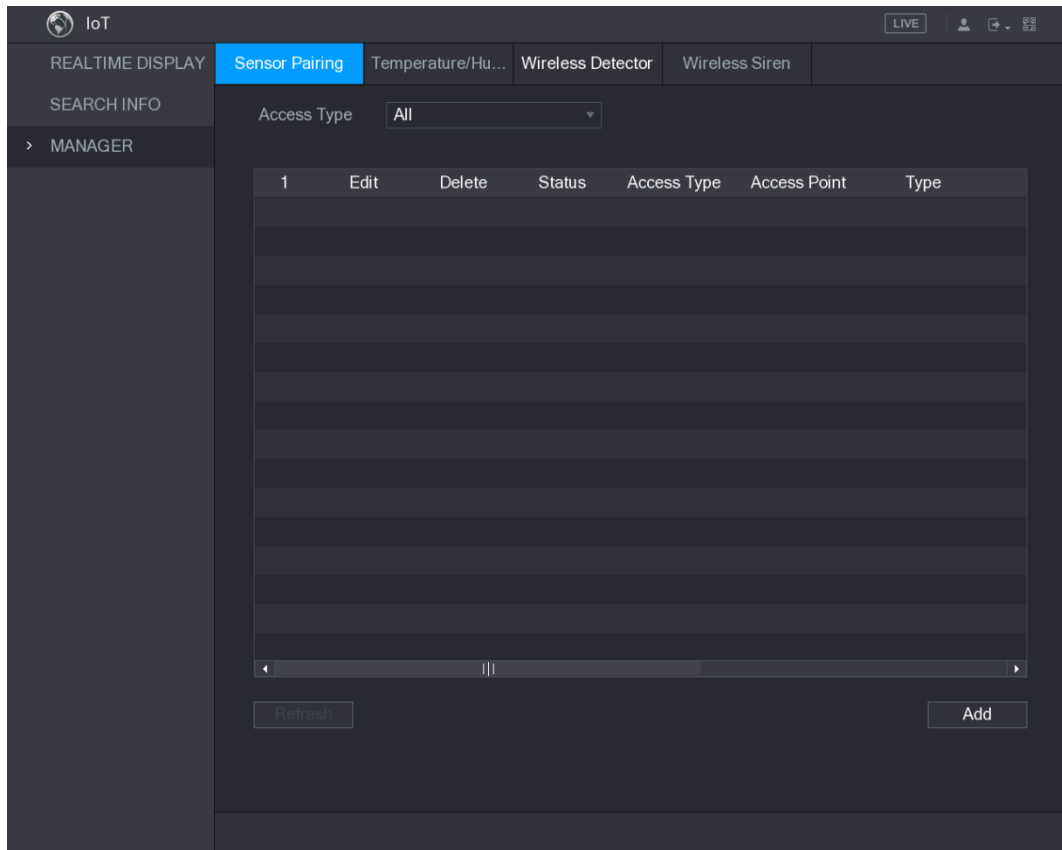 IoT LIVE
REALTIME DISPLAY Sensor Pairing Temperature/Hu... Wireless Detector Wireless Siren
SEARCH INFO Access Type All
> MANAGER
1 Edit Delete Status Access Type Access Point Type
Refresh Add